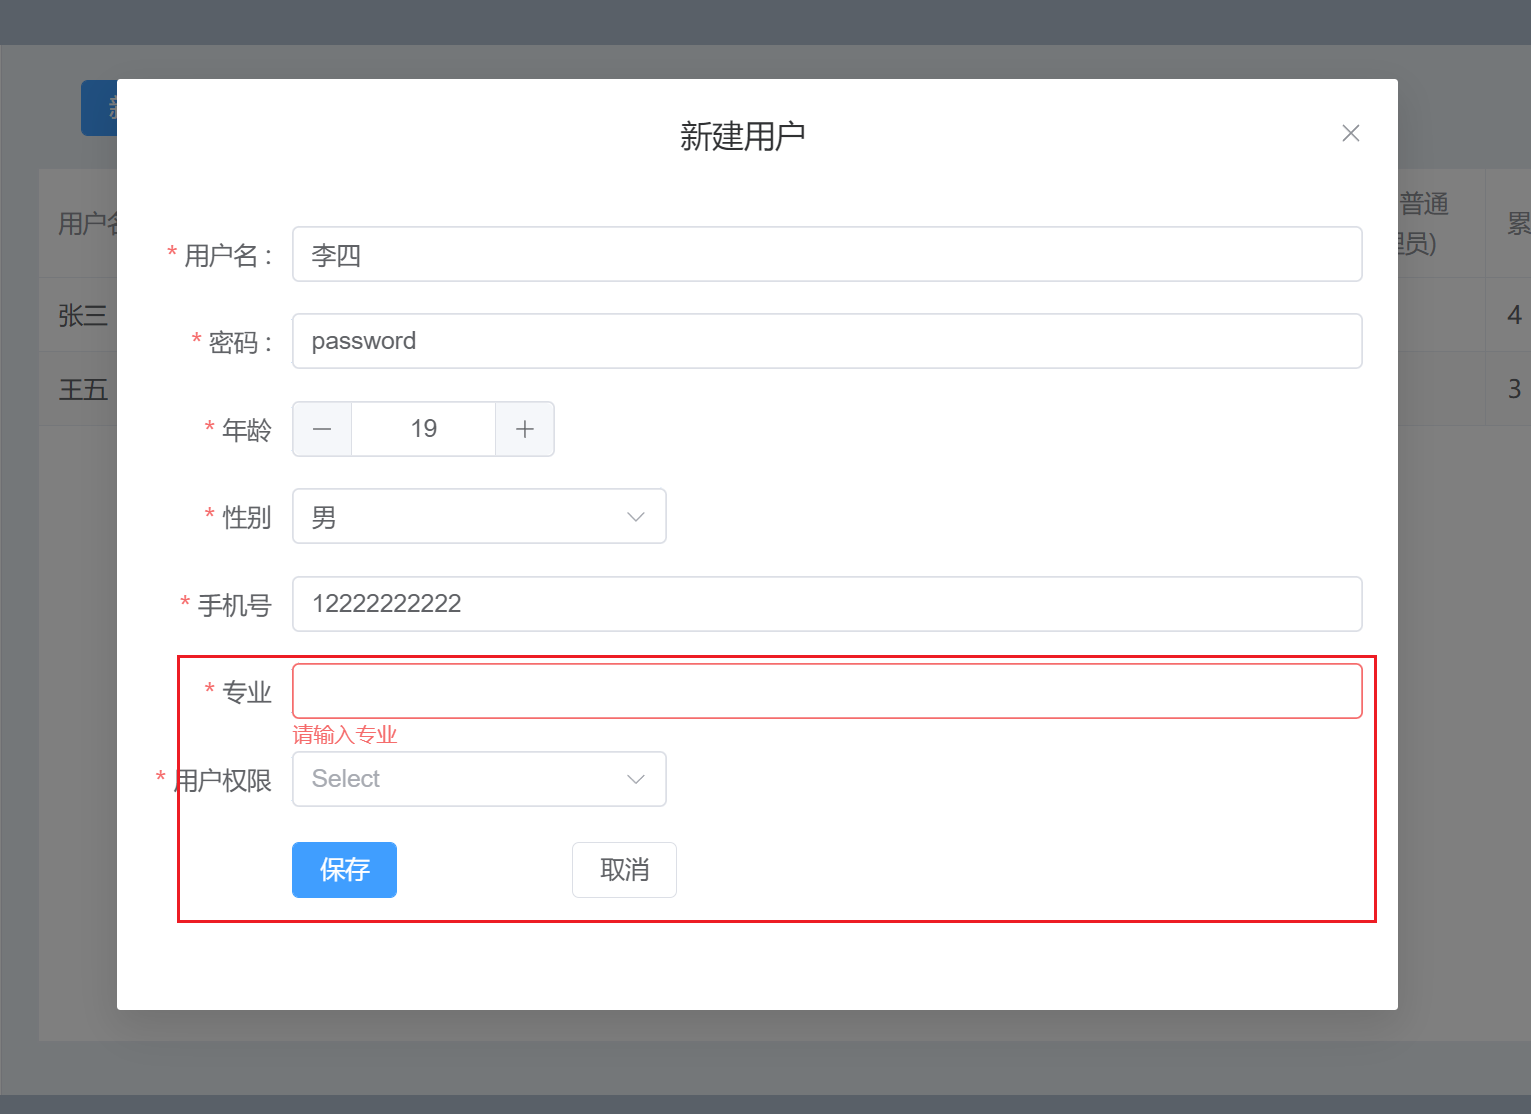 新建用户
用户名
普通
理员)
累
* 用户名：
李四
张三
4
* 密码：
password
王五
3
* 年龄
19
* 性别
男
* 手机号
12222222222
* 专业
请输入专业
* 用户权限
Select
保存
取消